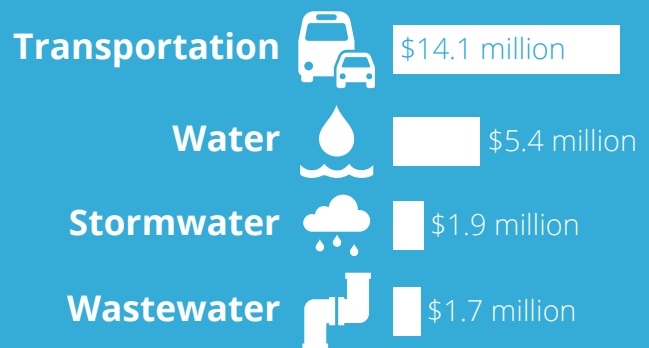 Transportation $14.1 million
Water $5.4 million
Stormwater $1.9 million
Wastewater $1.7 million